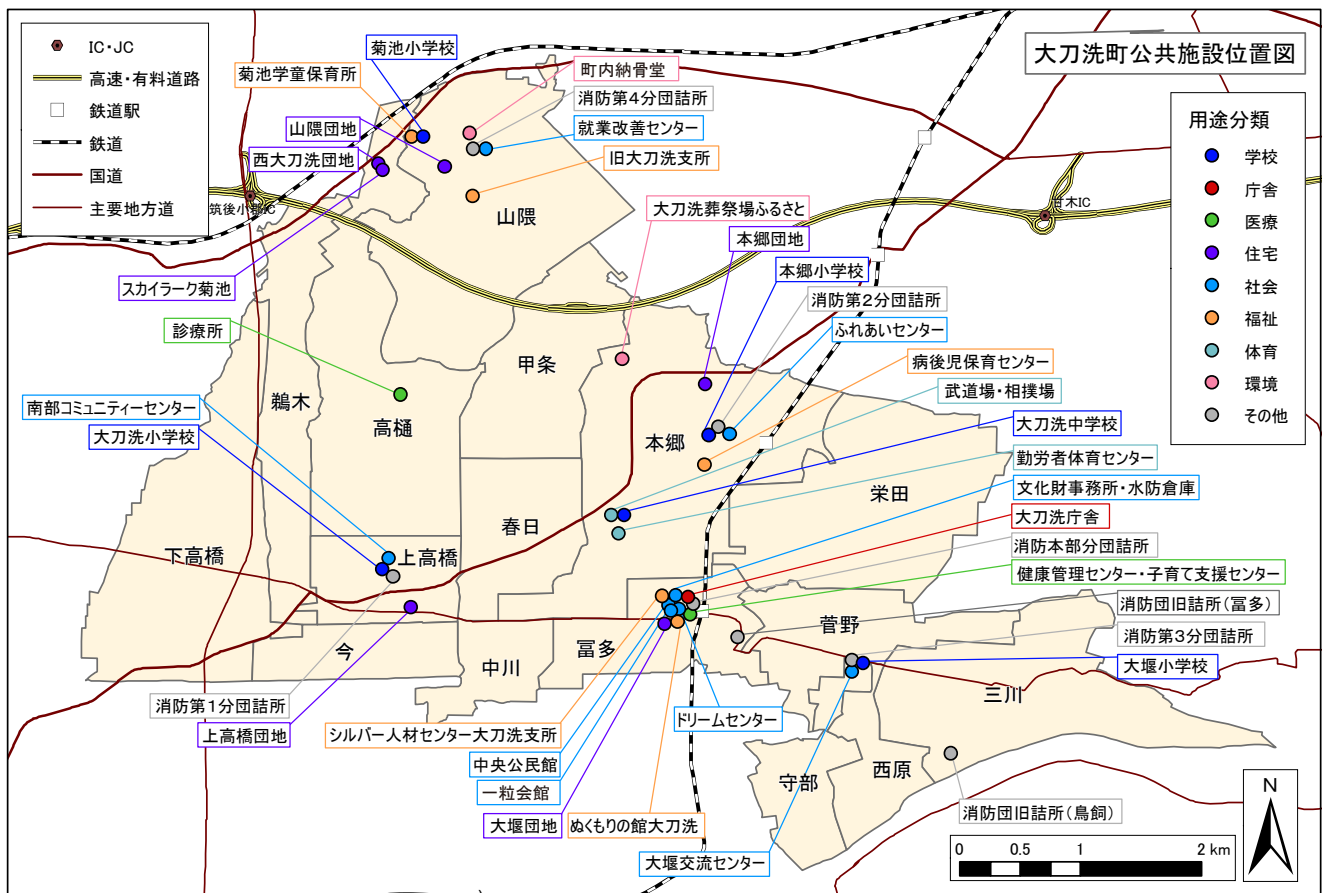 大刀洗町公共施設位置図
IC・JC
高速・有料道路
鉄道駅
鉄道
国道
主要地方道
用途分類
学校
庁舎
医療
住宅
社会
福祉
体育
環境
その他
菊池小学校
菊池学童保育所
町内納骨堂
消防第4分団詰所
山隈団地
就業改善センター
西大刀洗団地
旧大刀洗支所
筑後小郡IC
甘木IC
山隈
大刀洗葬祭場ふるさと
本郷団地
本郷小学校
スカイラーク菊池
消防第2分団詰所
診療所
ふれあいセンター
甲条
病後児保育センター
武道場・相撲場
鵜木
南部コミュニティーセンター
高樋
大刀洗中学校
大刀洗小学校
本郷
勤労者体育センター
文化財事務所・水防倉庫
栄田
大刀洗庁舎
春日
消防本部分団詰所
下高橋
上高橋
健康管理センター・子育て支援センター
消防団旧詰所(冨多)
菅野
消防第3分団詰所
今
中川
冨多
大堰小学校
三川
消防第1分団詰所
上高橋団地
シルバー人材センター大刀洗支所
ドリームセンター
中央公民館
一粒会館
守部
西原
大堰団地
ぬくもりの館大刀洗
消防団旧詰所(鳥飼)
大堰交流センター
N
0 0.5 1 2 km